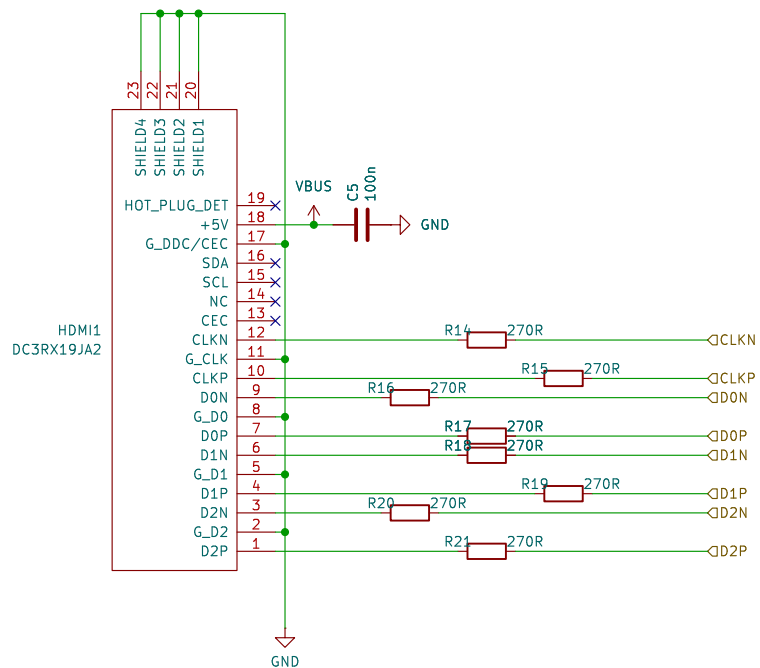 23
22
21
20
SHIELD4
SHIELD3
SHIELD2
SHIELD1
HOT_PLUG_DET 19
VBUS
C5
100n
+5V 18
GND
G_DDC/CEC 17
SDA 16
SCL 15
NC 14
CEC 13
HDMI1
DC3RX19JA2
CLKN 12 R14 270R CLKN
G_CLK 11
CLKP 10 R15 270R CLKP
D0N 9 R16 270R D0N
G_D0 8
D0P 7 R17 270R D0P
D1N 6 R18 270R D1N
G_D1 5
D1P 4 R19 270R D1P
D2N 3 R20 270R D2N
G_D2 2
D2P 1 R21 270R D2P
GND